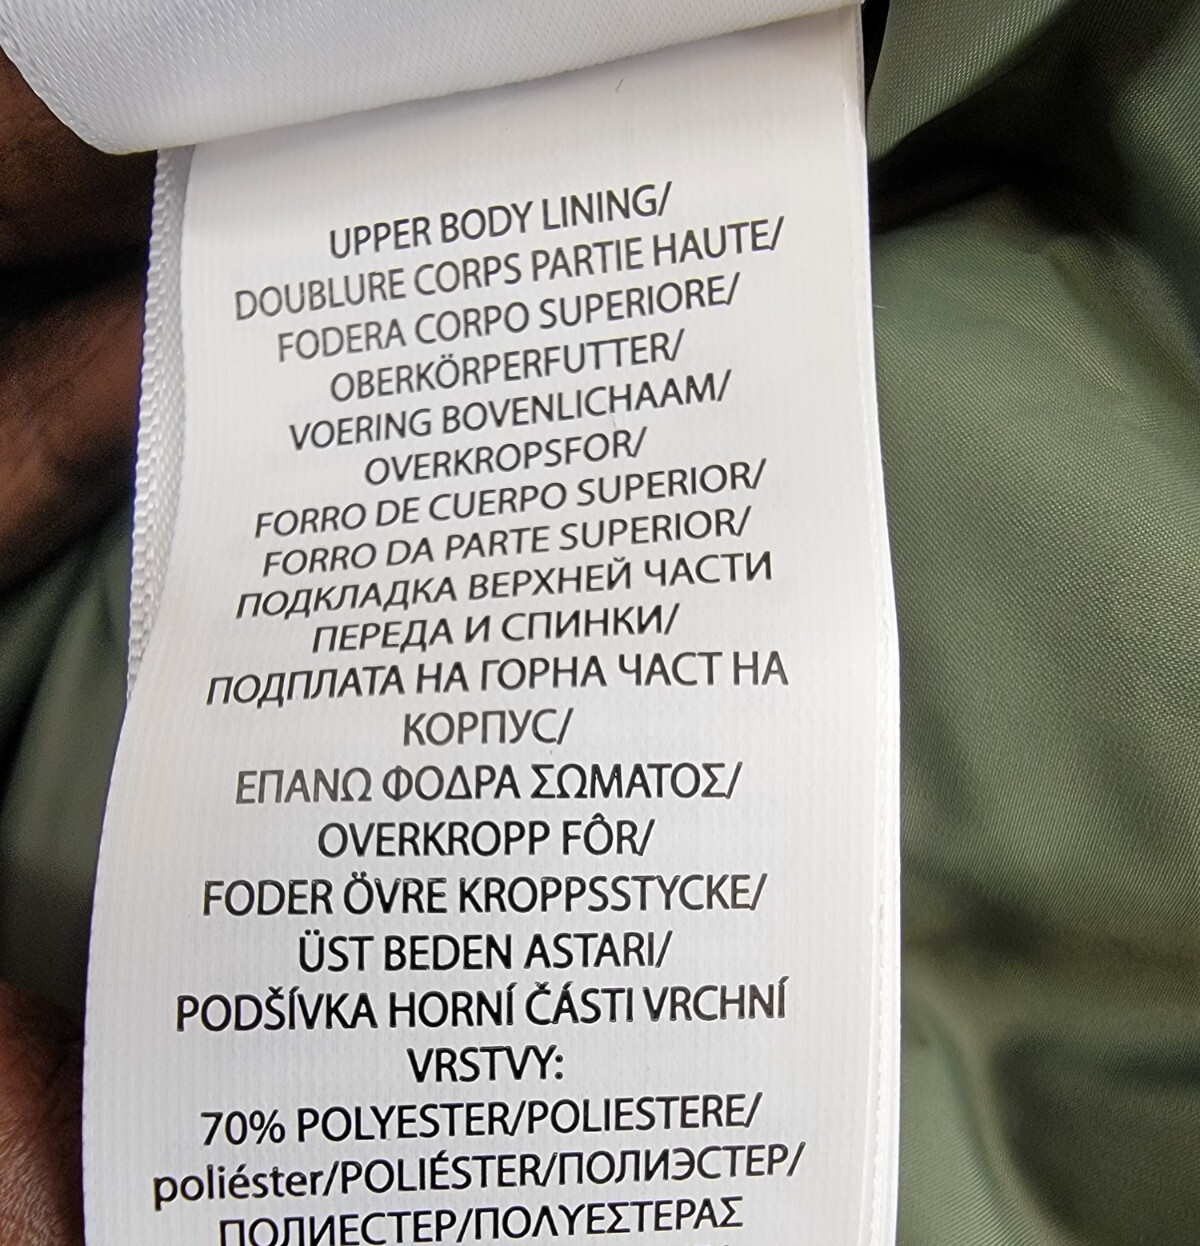 UPPER BODY LINING/
DOUBLURE CORPS PARTIE HAUTE/
FODERA CORPO SUPERIORE/
OBERKÖRPERFUTTER/
VOERING BOVENLICHAAM/
OVERKROPSFOR/
FORRO DE CUERPO SUPERIOR/
FORRO DA PARTE SUPERIOR/
ПОДКЛАДКА ВЕРХНЕЙ ЧАСТИ
ПЕРЕДА И СПИНКИ/
ПОДПЛАТА НА ГОРНА ЧАСТ НА
КОРПУС/
ΕΠΑΝΩ ΦΟΔΡΑ ΣΩΜΑΤΟΣ/
OVERKROPP FÔR/
FODER ÖVRE KROPPSSTYCKE/
ÜST BEDEN ASTARI/
PODŠÍVKA HORNÍ ČÁSTI VRCHNÍ
VRSTVY:
70% POLYESTER/POLIESTERE/
poliéster/POLIÉSTER/ПОЛИЭСТЕР/
ПОЛИЕСТЕР/ΠΟΛΥΕΣΤΕΡΑΣ